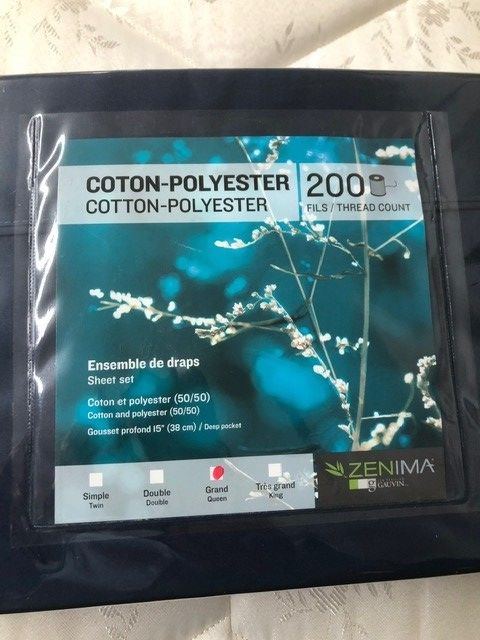 COTON-POLYESTER
COTTON-POLYESTER
200
FILS / THREAD COUNT
Ensemble de draps
Sheet set
Coton et polyester (50/50)
Cotton and polyester (50/50)
Gousset profond 15" (38 cm) / Deep pocket
Simple
Twin
Double
Double
Grand
Queen
Très grand
King
ZENIMA
g GAUVIN